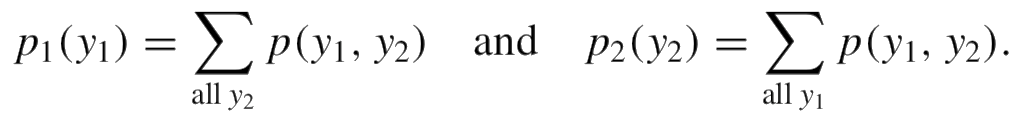 p₁(y₁) = ∑ p(y₁, y₂) and p₂(y₂) = ∑ p(y₁, y₂).
all y₂ all y₁